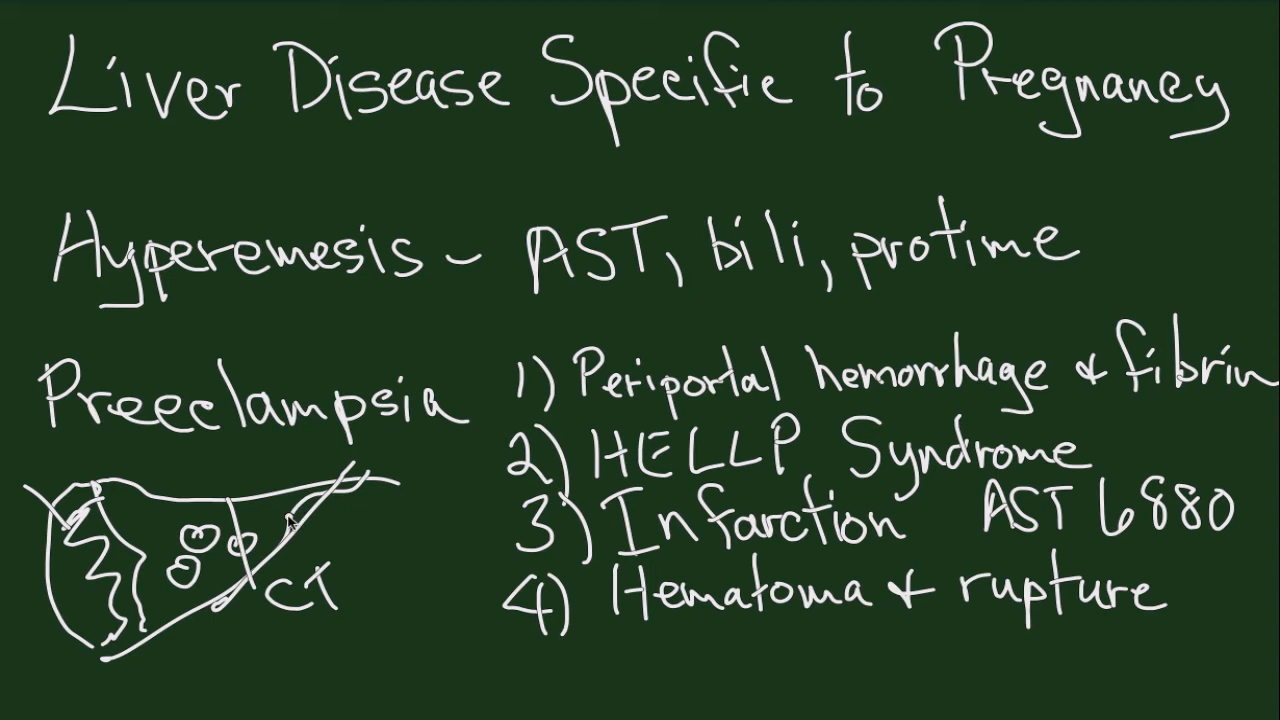 Liver Disease Specific to Pregnancy
Hyperemesis - AST, bili, protime
Preeclampsia
1) Periportal hemorrhage & fibrin
2) HELLP Syndrome
3) Infarction AST 6880
4) Hematoma & rupture
CT